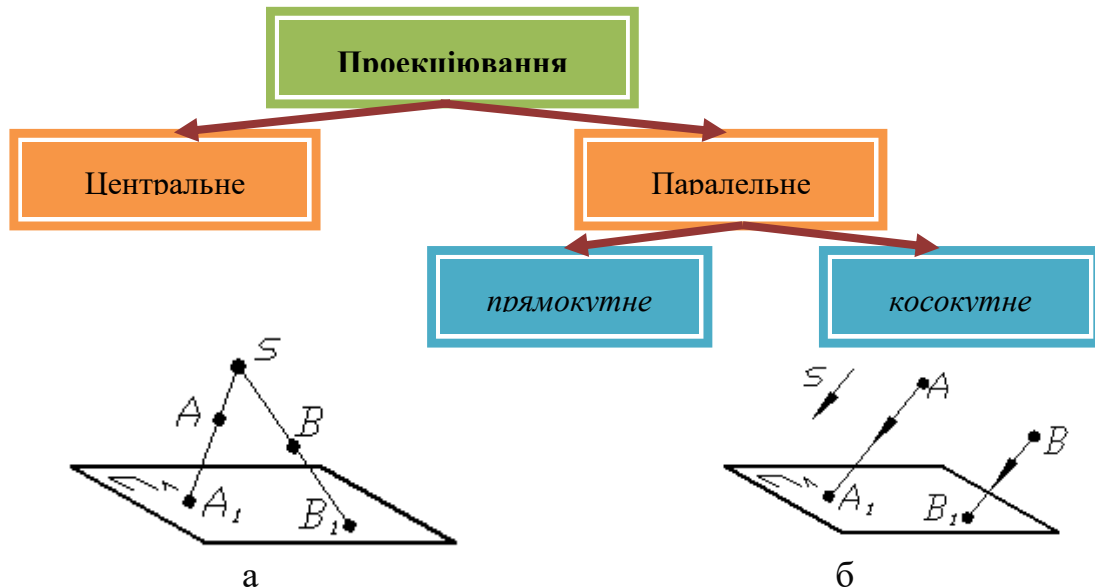 Проекціювання
Центральне
Паралельне
прямокутне
косокутне
S
A
B
A₁
B₁
S
A
B
A₁
B₁
а
б